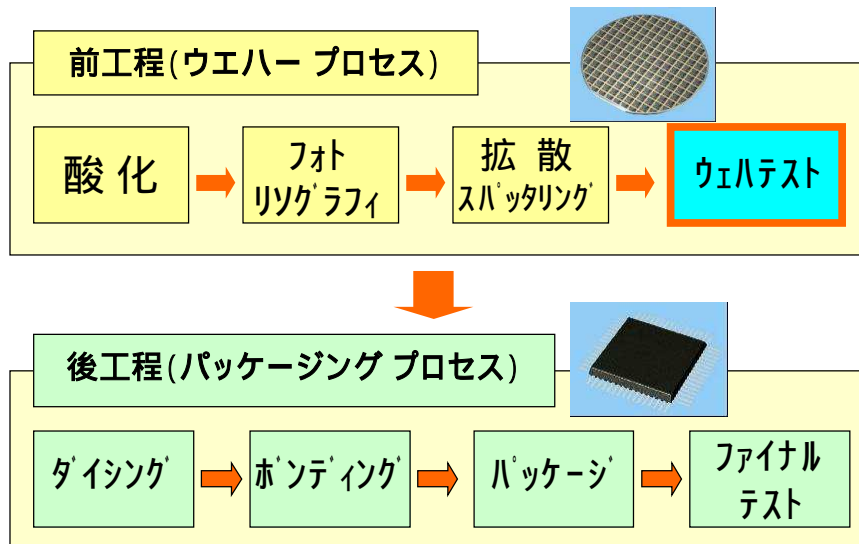 前工程(ウエハー プロセス)
酸 化
フォト
リソグラフィ
拡 散
スパッタリング
ウェハテスト
後工程(パッケージング プロセス)
ダイシング
ボンディング
パッケージ
ファイナル
テスト